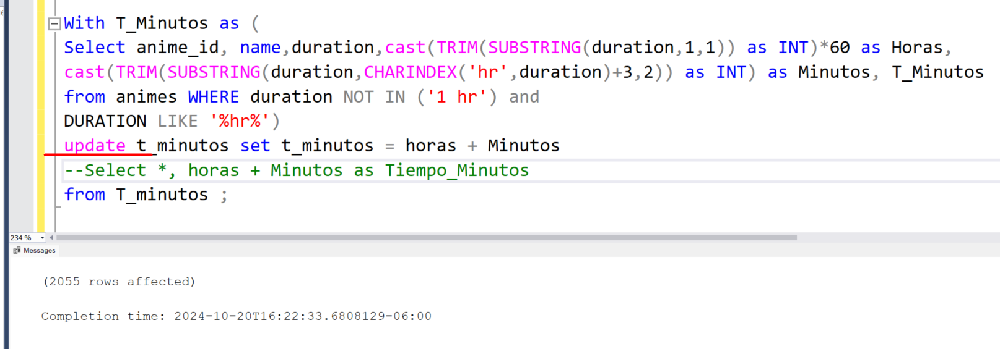 With T_Minutos as (
Select anime_id, name,duration,cast(TRIM(SUBSTRING(duration,1,1)) as INT)*60 as Horas,
cast(TRIM(SUBSTRING(duration,CHARINDEX('hr',duration)+3,2)) as INT) as Minutos, T_Minutos
from animes WHERE duration NOT IN ('1 hr') and
DURATION LIKE '%hr%')
update t_minutos set t_minutos = horas + Minutos
--Select *, horas + Minutos as Tiempo_Minutos
from T_minutos ;
234 %
Messages
(2055 rows affected)
Completion time: 2024-10-20T16:22:33.6808129-06:00